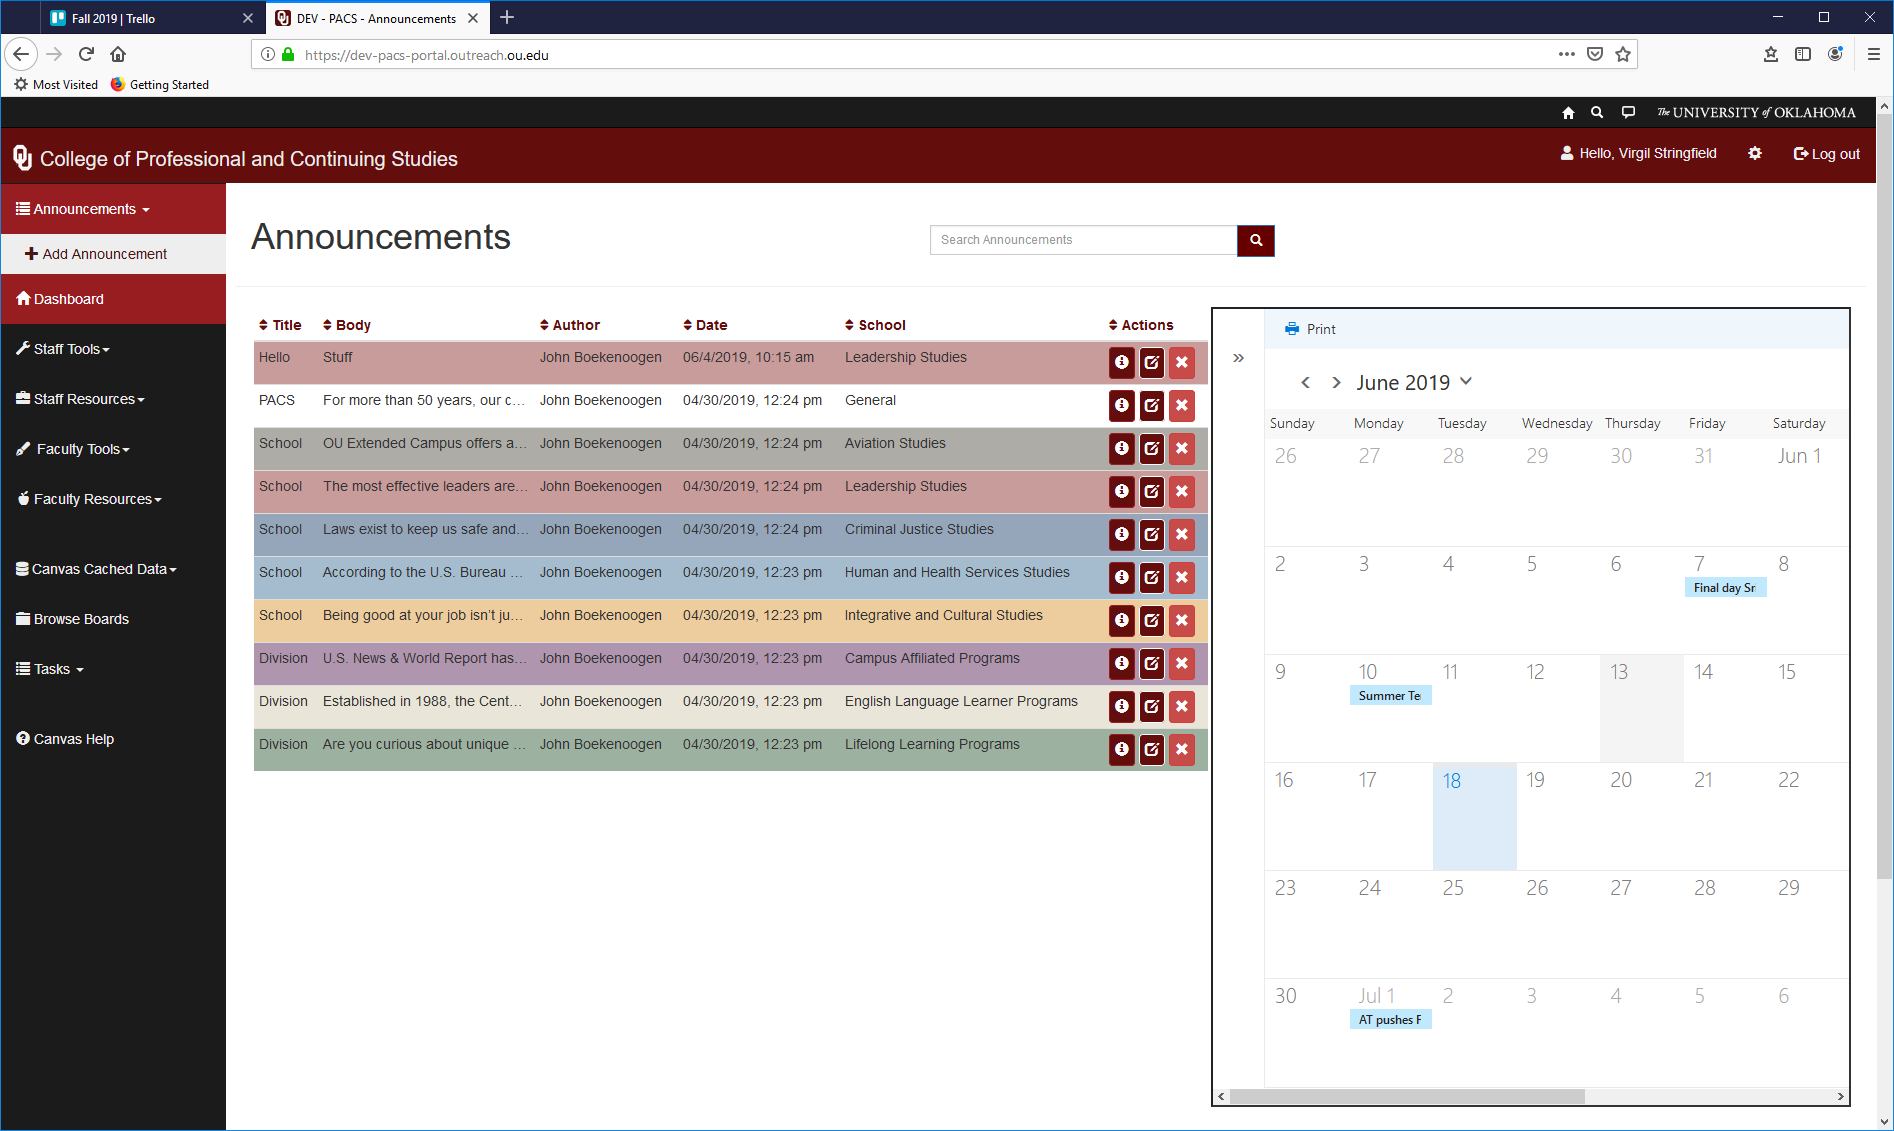 Fall 2019 | Trello
DEV - PACS - Announcements
https://dev-pacs-portal.outreach.ou.edu
Most Visited
Getting Started
The UNIVERSITY of OKLAHOMA
College of Professional and Continuing Studies
Hello, Virgil Stringfield
Log out
Announcements
Add Announcement
Dashboard
Staff Tools
Staff Resources
Faculty Tools
Faculty Resources
Canvas Cached Data
Browse Boards
Tasks
Canvas Help
Announcements
Search Announcements
Title Body Author Date School Actions
Hello Stuff John Boekenoogen 06/4/2019, 10:15 am Leadership Studies
PACS For more than 50 years, our c... John Boekenoogen 04/30/2019, 12:24 pm General
School OU Extended Campus offers a... John Boekenoogen 04/30/2019, 12:24 pm Aviation Studies
School The most effective leaders are... John Boekenoogen 04/30/2019, 12:24 pm Leadership Studies
School Laws exist to keep us safe and... John Boekenoogen 04/30/2019, 12:24 pm Criminal Justice Studies
School According to the U.S. Bureau ... John Boekenoogen 04/30/2019, 12:23 pm Human and Health Services Studies
School Being good at your job isn't ju... John Boekenoogen 04/30/2019, 12:23 pm Integrative and Cultural Studies
Division U.S. News & World Report has... John Boekenoogen 04/30/2019, 12:23 pm Campus Affiliated Programs
Division Established in 1988, the Cent... John Boekenoogen 04/30/2019, 12:23 pm English Language Learner Programs
Division Are you curious about unique ... John Boekenoogen 04/30/2019, 12:23 pm Lifelong Learning Programs
Print
June 2019
Sunday Monday Tuesday Wednesday Thursday Friday Saturday
26 27 28 29 30 31 Jun 1
2 3 4 5 6 7 8
Final day
9 10 11 12 13 14 15
Summer
16 17 18 19 20 21 22
23 24 25 26 27 28 29
30 Jul 1 2 3 4 5 6
AT pushes